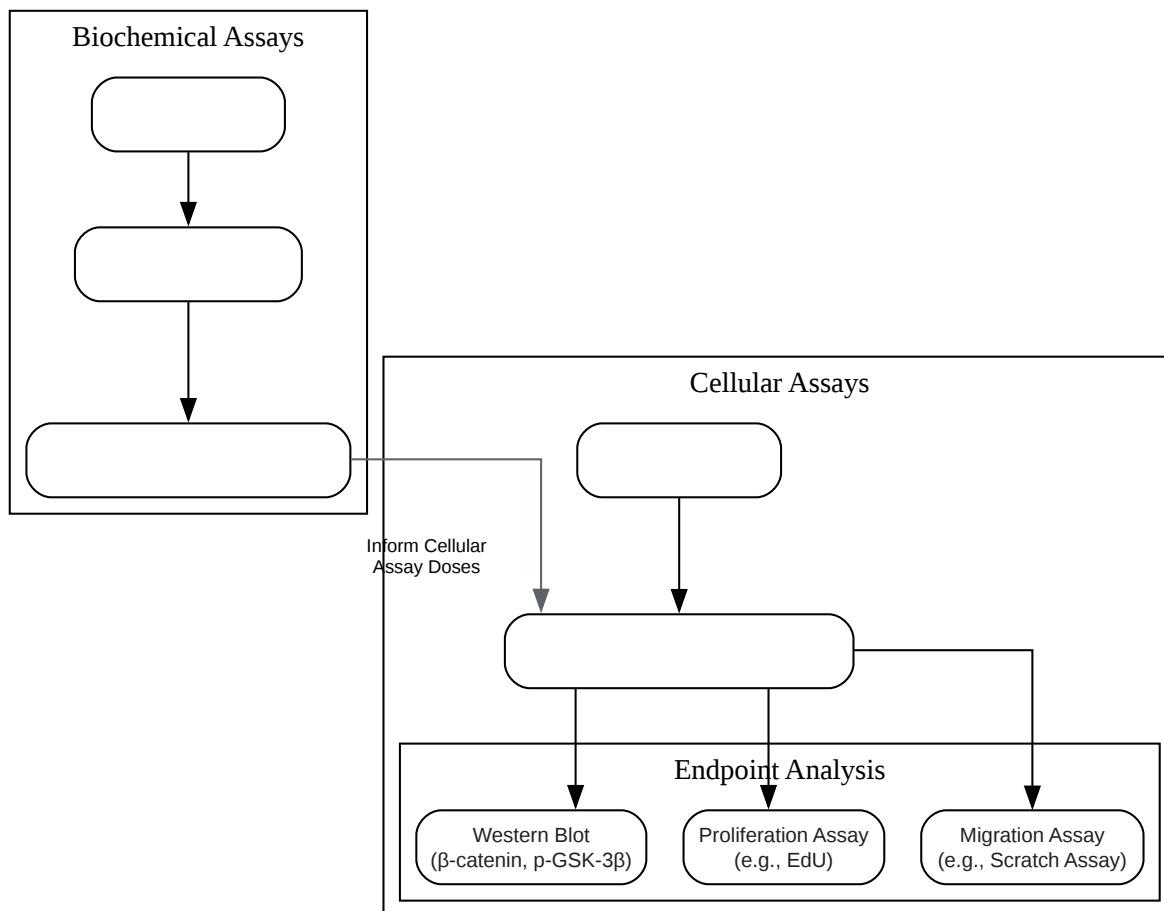 Biochemical Assays
Cellular Assays
Inform Cellular
Assay Doses
Endpoint Analysis
Western Blot
(β-catenin, p-GSK-3β)
Proliferation Assay
(e.g., EdU)
Migration Assay
(e.g., Scratch Assay)